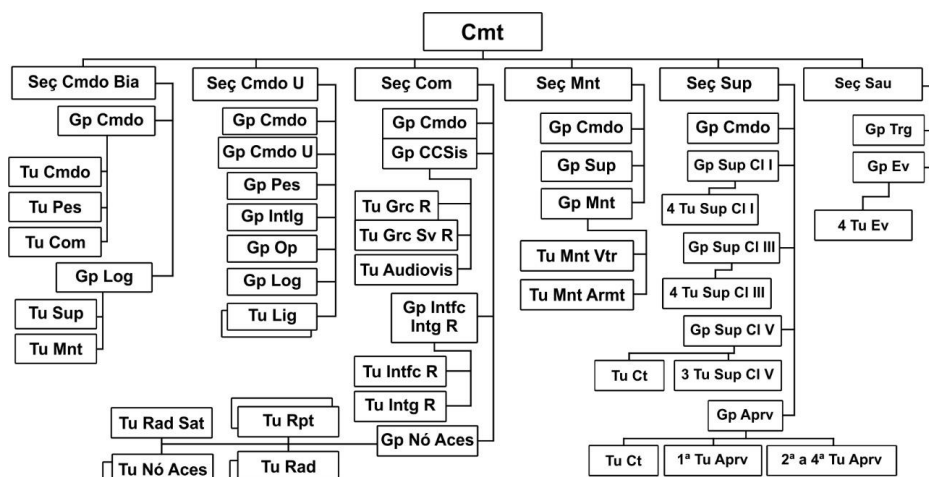 Cmt
Seç Cmdo Bia
Gp Cmdo
Tu Cmdo
Tu Pes
Tu Com
Gp Log
Tu Sup
Tu Mnt
Seç Cmdo U
Gp Cmdo
Gp Cmdo U
Gp Pes
Gp Intlg
Gp Op
Gp Log
Tu Lig
Seç Com
Gp Cmdo
Gp CCSis
Tu Grc R
Tu Grc Sv R
Tu Audiovis
Gp Intfc
Intg R
Tu Intfc R
Tu Intg R
Gp Nó Aces
Tu Rad Sat
Tu Rpt
Tu Nó Aces
Tu Rad
Seç Mnt
Gp Cmdo
Gp Sup
Gp Mnt
Tu Mnt Vtr
Tu Mnt Armt
Seç Sup
Gp Cmdo
Gp Sup Cl I
4 Tu Sup Cl I
Gp Sup Cl III
4 Tu Sup Cl III
Gp Sup Cl V
Tu Ct
3 Tu Sup Cl V
Gp Aprv
Tu Ct
1ª Tu Aprv
2ª a 4ª Tu Aprv
Seç Sau
Gp Trg
Gp Ev
4 Tu Ev